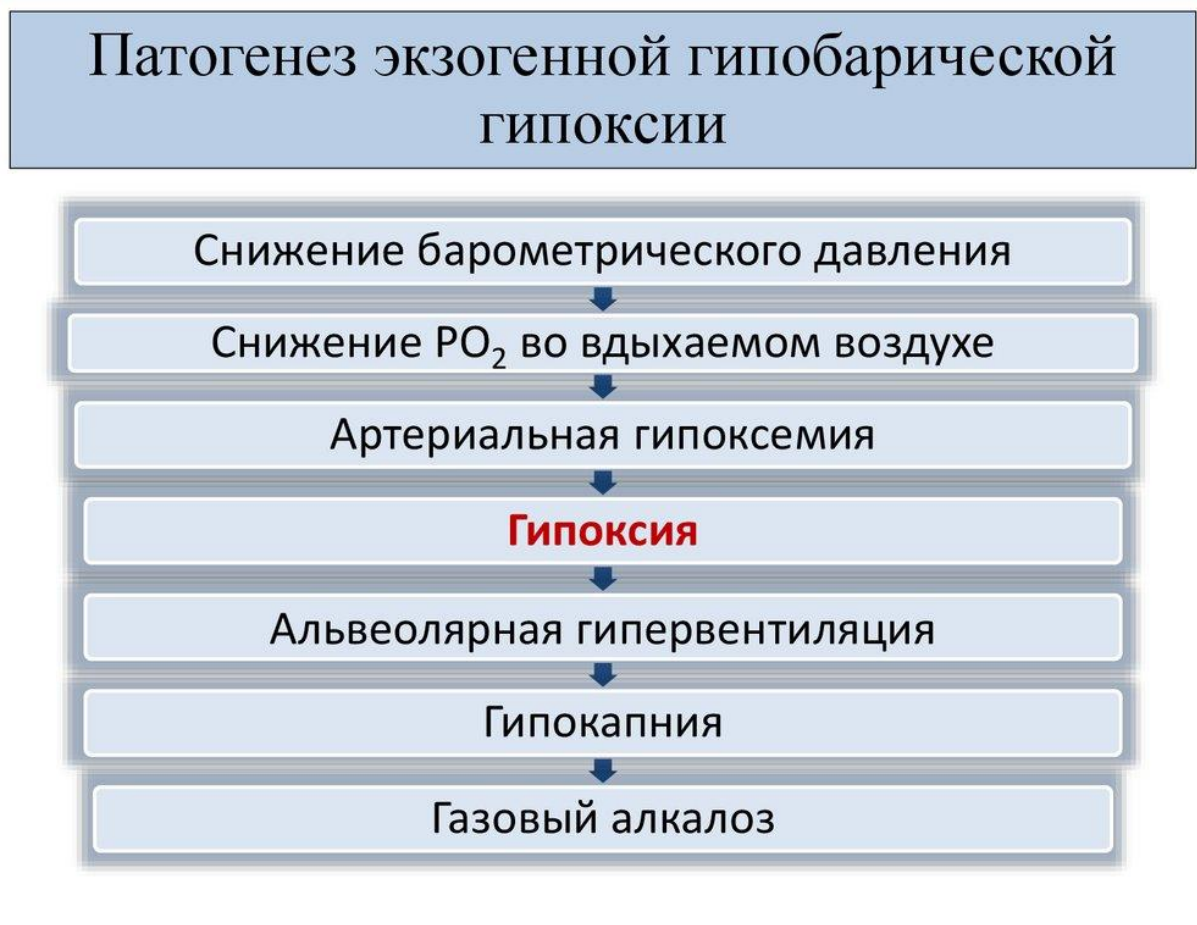 Патогенез экзогенной гипобарической
гипоксии
Снижение барометрического давления
Снижение PO₂ во вдыхаемом воздухе
Артериальная гипоксемия
Гипоксия
Альвеолярная гипервентиляция
Гипокапния
Газовый алкалоз